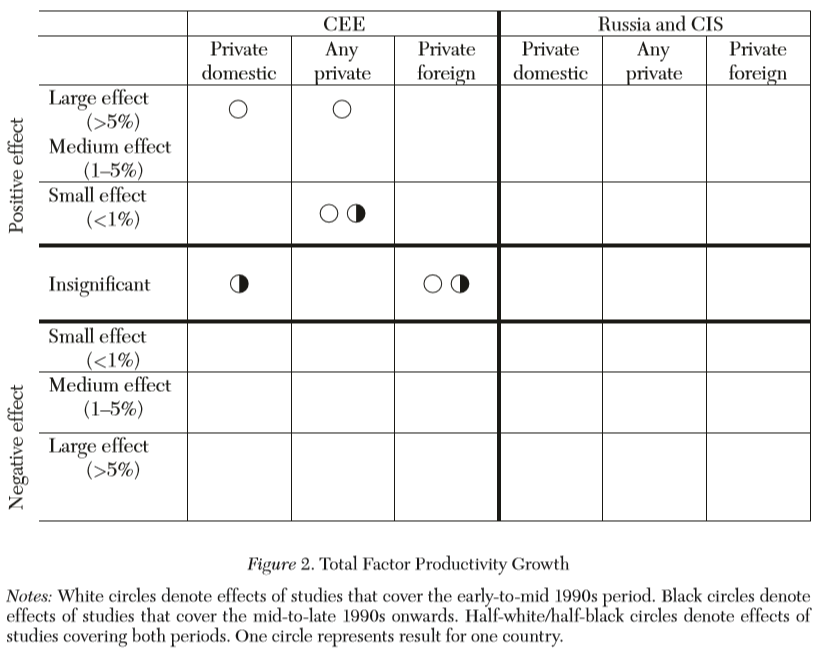 CEE
Russia and CIS
Private domestic
Any private
Private foreign
Private domestic
Any private
Private foreign
Positive effect
Large effect
(>5%)
Medium effect
(1–5%)
Small effect
(<1%)
Insignificant
Negative effect
Small effect
(<1%)
Medium effect
(1–5%)
Large effect
(>5%)
Figure 2. Total Factor Productivity Growth
Notes: White circles denote effects of studies that cover the early-to-mid 1990s period. Black circles denote
effects of studies that cover the mid-to-late 1990s onwards. Half-white/half-black circles denote effects of
studies covering both periods. One circle represents result for one country.